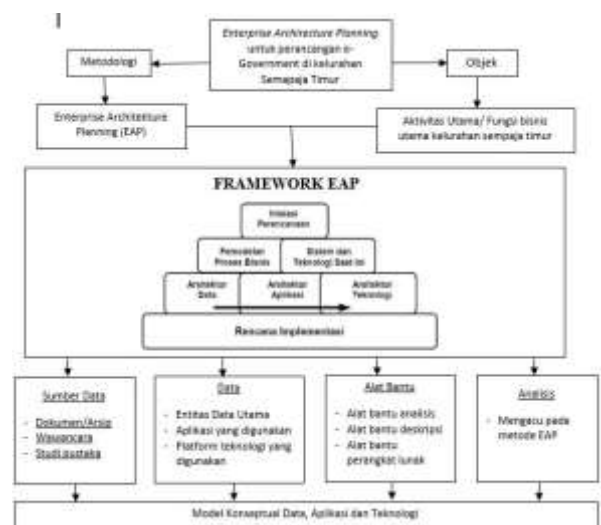 Enterprise Architecture Planning
untuk perancangan e-
Government di kelurahan
Semapaja Timur
Metodologi
Objek
Enterprise Architecture
Planning (EAP)
Aktivitas Utama/ Fungsi bisnis
utama kelurahan sempaja timur
FRAMEWORK EAP
Inisiasi
Perencanaan
Pemodelan
Proses Bisnis
Sistem dan
Teknologi Saat Ini
Arsitektur
Data
Arsitektur
Aplikasi
Arsitektur
Teknologi
Rencana Implementasi
Sumber Data
- Dokumen/Arsip
- Wawancara
- Studi pustaka
Data
- Entitas Data Utama
- Aplikasi yang digunakan
- Platform teknologi yang
digunakan
Alat Bantu
- Alat bantu analisis
- Alat bantu deskripsi
- Alat bantu
perangkat lunak
Analisis
- Mengacu pada
metode EAP
Model Konseptual Data, Aplikasi dan Teknologi